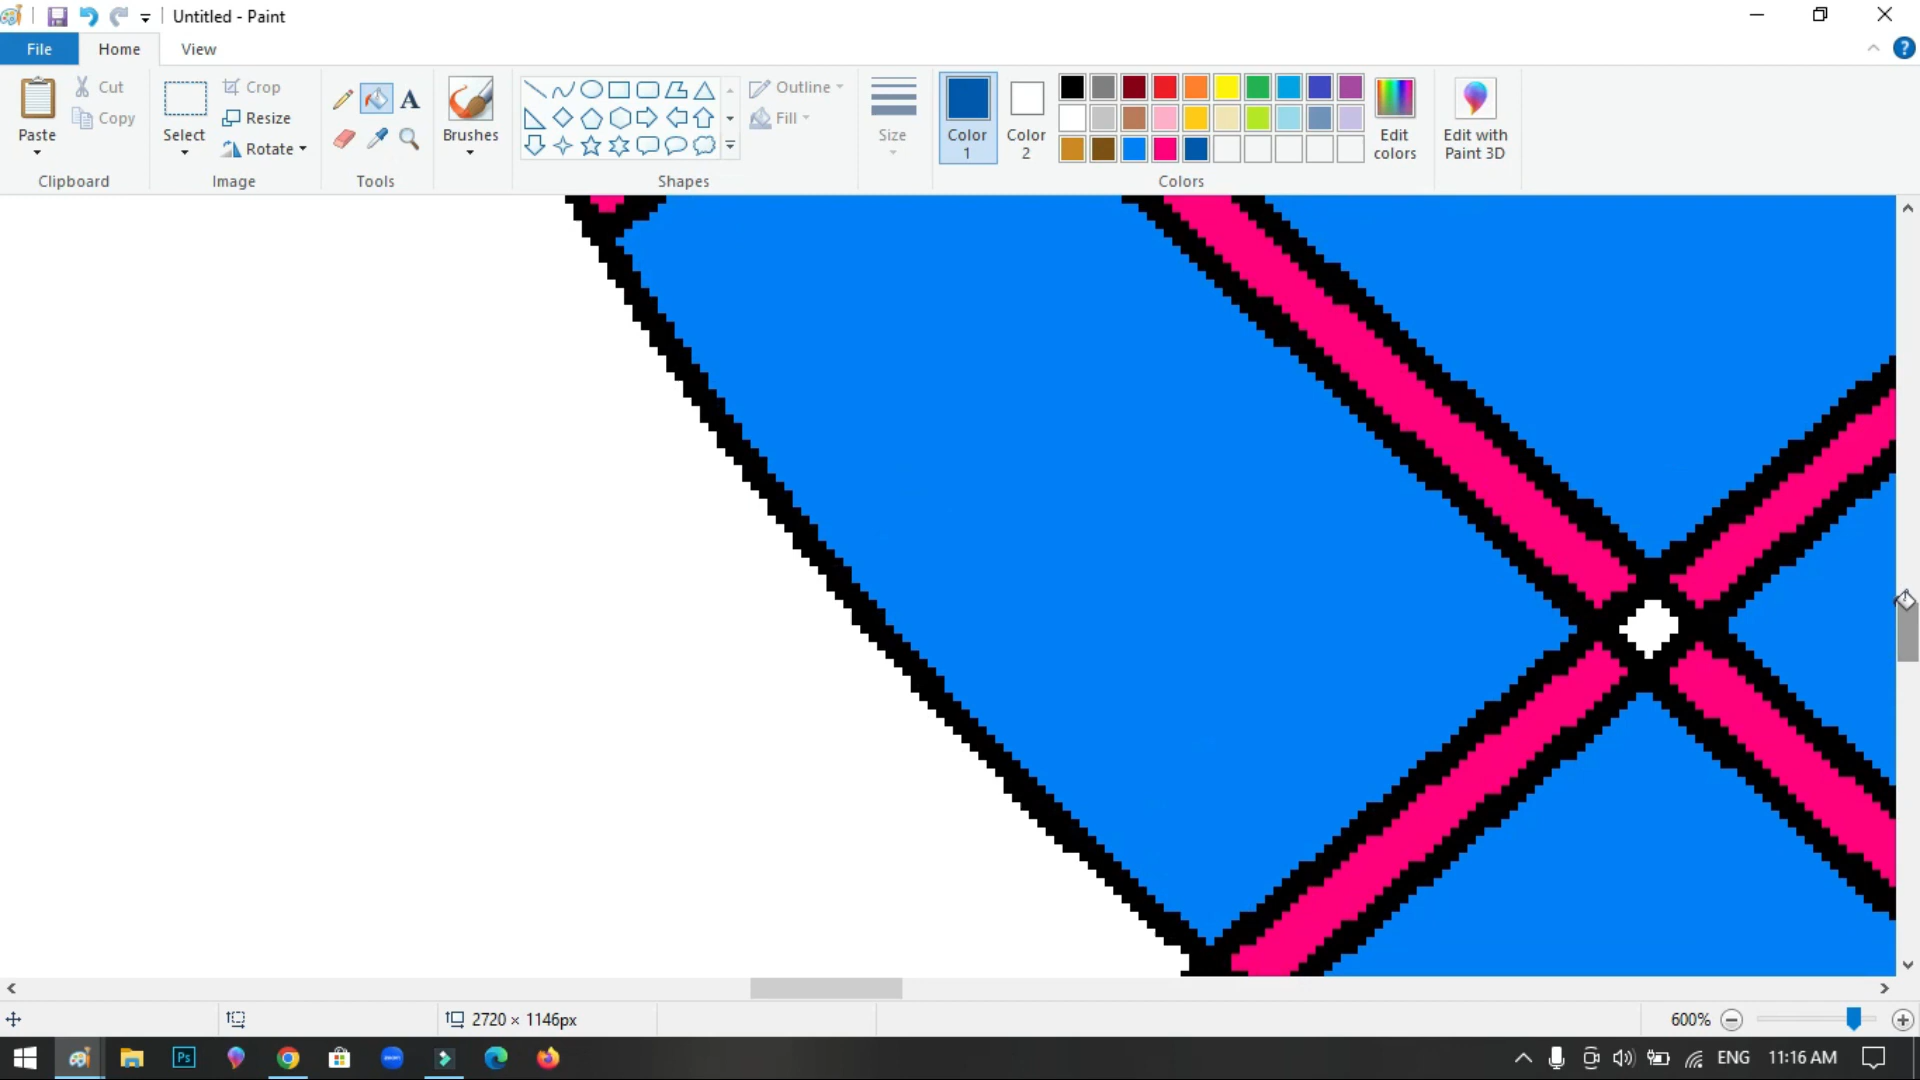 Untitled - Paint
File Home View
Paste
Cut
Copy
Clipboard
Select
Crop
Resize
Rotate
Image
A
Tools
Brushes
Outline
Fill
Shapes
Size
Color 1
Color 2
Edit colors
Colors
Edit with Paint 3D
2720 × 1146px
600%
Ps
zoom
ENG
11:16 AM